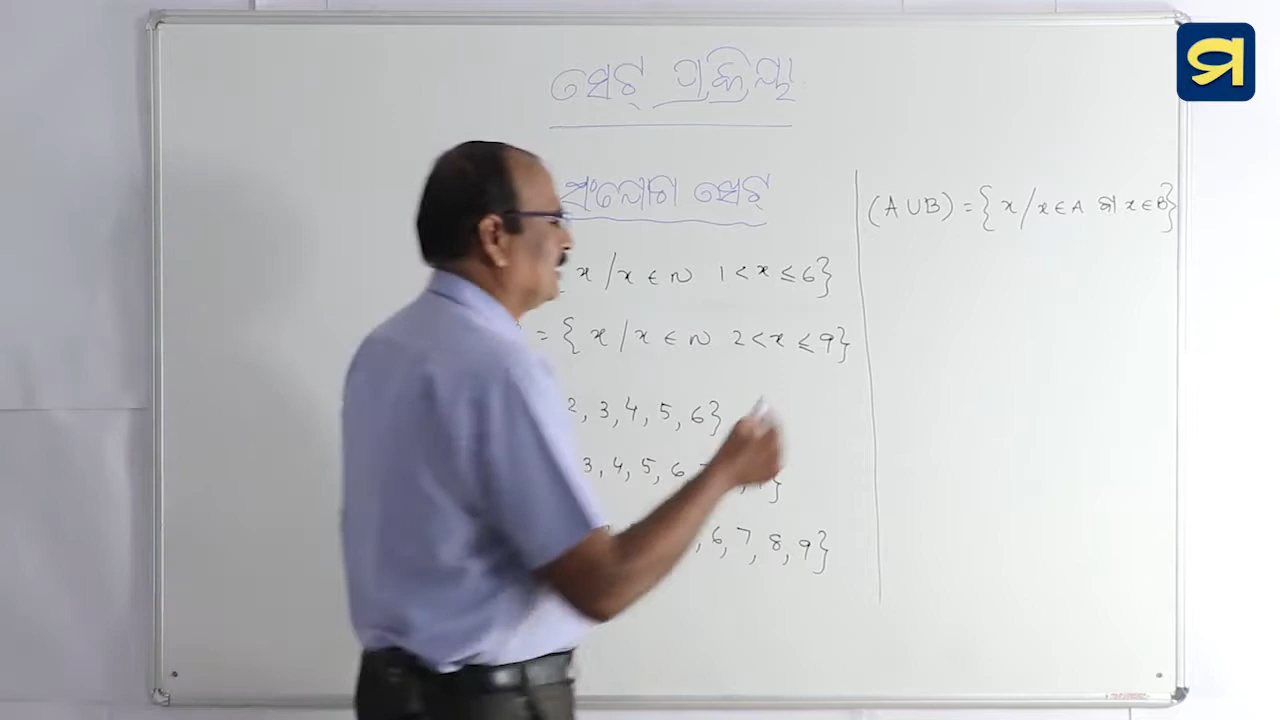 ସେଟ୍ ପ୍ରକ୍ରିୟା
ସଂଯୋଗ ସେଟ୍
x / x ∈ N 1 < x ≤ 6}
= { x / x ∈ N 2 < x ≤ 9}
2, 3, 4, 5, 6}
3, 4, 5, 6,
, 6, 7, 8, 9}
(A ∪ B) = { x / x ∈ A ବା x ∈ B}
ମ